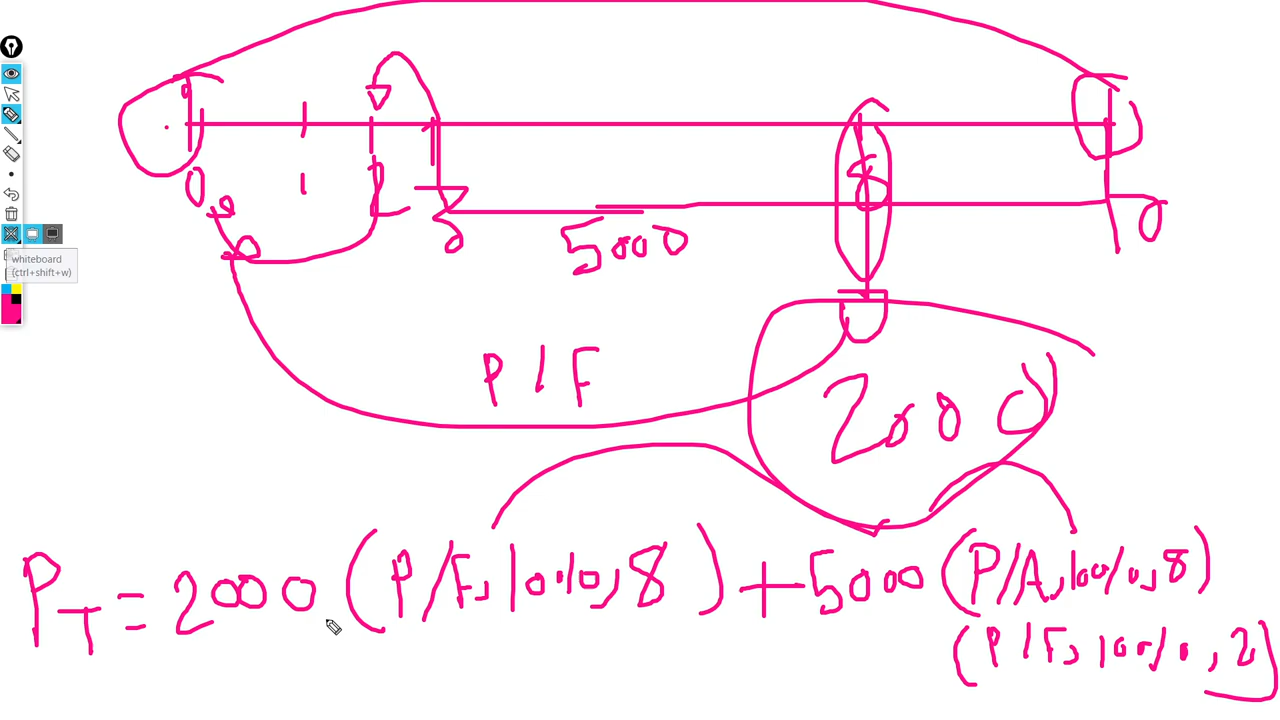 0 1 2 3 8 10
5000
P/F
2000
P_T = 2000 (P/F, 10%, 8) + 5000 (P/A, 10%, 8)
(P/F, 10%, 2)
whiteboard
(ctrl+shift+w)